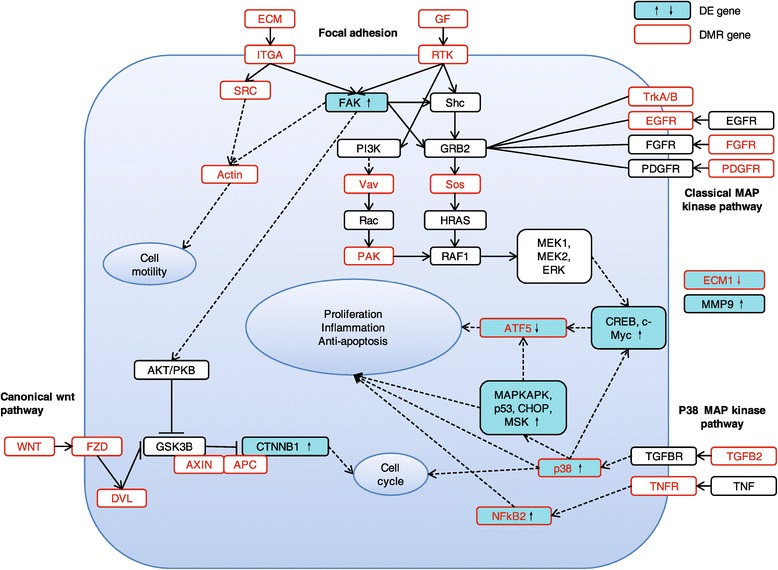 ECM
GF
Focal adhesion
↑ ↓ DE gene
DMR gene
ITGA
RTK
SRC
FAK ↑
Shc
TrkA/B
EGFR
EGFR
PI3K
GRB2
FGFR
FGFR
PDGFR
PDGFR
Actin
Vav
Sos
Classical MAP
kinase pathway
Rac
HRAS
Cell
motility
PAK
RAF1
MEK1,
MEK2,
ERK
ECM1 ↓
MMP9 ↑
Proliferation
Inflammation
Anti-apoptosis
ATF5 ↓
CREB, c-
Myc ↑
AKT/PKB
MAPKAPK,
p53, CHOP,
MSK ↑
Canonical wnt
pathway
P38 MAP kinase
pathway
WNT
FZD
GSK3B
CTNNB1 ↑
AXIN
APC
Cell
cycle
p38 ↑
TGFBR
TGFB2
DVL
TNFR
TNF
NFkB2 ↑